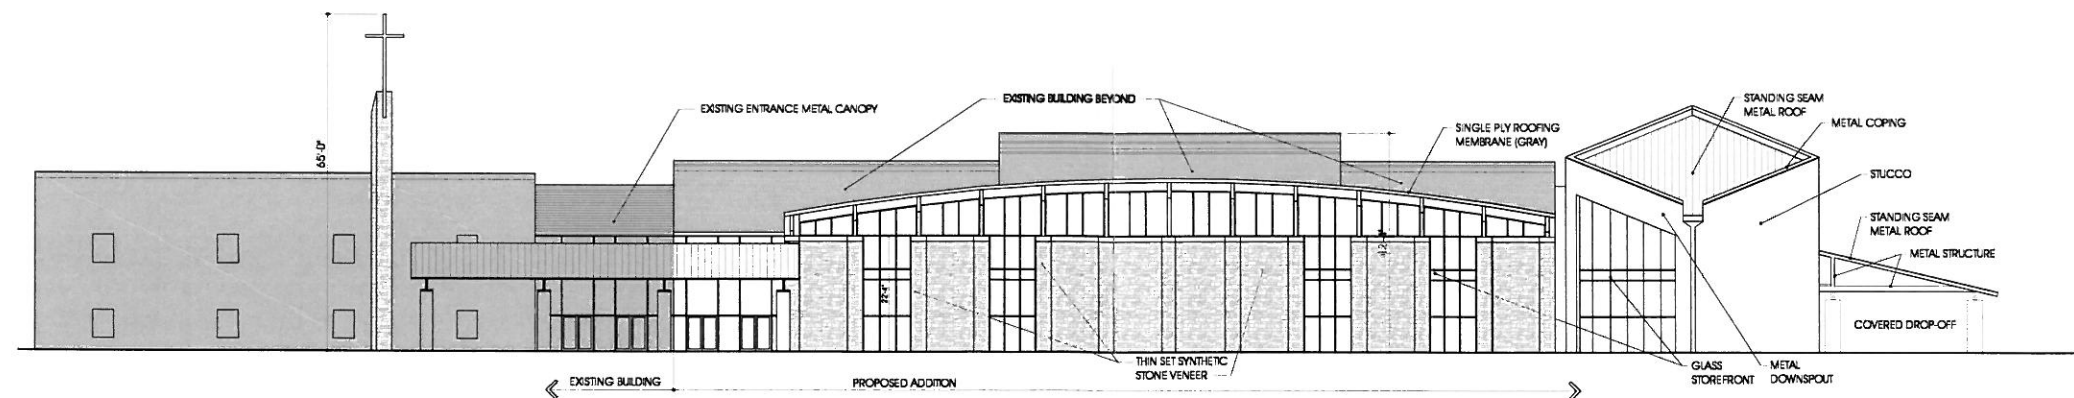 65'-0"
EXISTING ENTRANCE METAL CANOPY
EXISTING BUILDING BEYOND
SINGLE PLY ROOFING
MEMBRANE (GRAY)
STANDING SEAM
METAL ROOF
METAL COPING
STUCCO
STANDING SEAM
METAL ROOF
METAL STRUCTURE
COVERED DROP-OFF
22'-4"
THIN SET SYNTHETIC
STONE VENEER
GLASS
STOREFRONT
METAL
DOWNSPOUT
EXISTING BUILDING
PROPOSED ADDITION